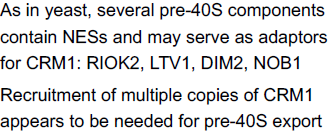 As in yeast, several pre-40S components
contain NESs and may serve as adaptors
for CRM1: RIOK2, LTV1, DIM2, NOB1
Recruitment of multiple copies of CRM1
appears to be needed for pre-40S export